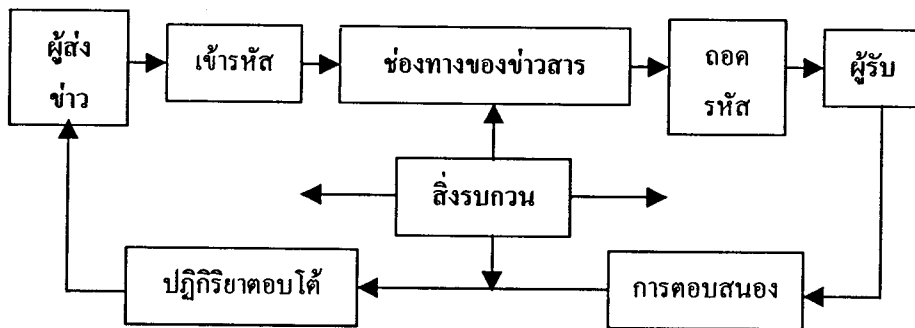 ผู้ส่ง
ข่าว
เข้ารหัส
ช่องทางของข่าวสาร
ถอด
รหัส
ผู้รับ
สิ่งรบกวน
ปฏิกิริยาตอบโต้
การตอบสนอง